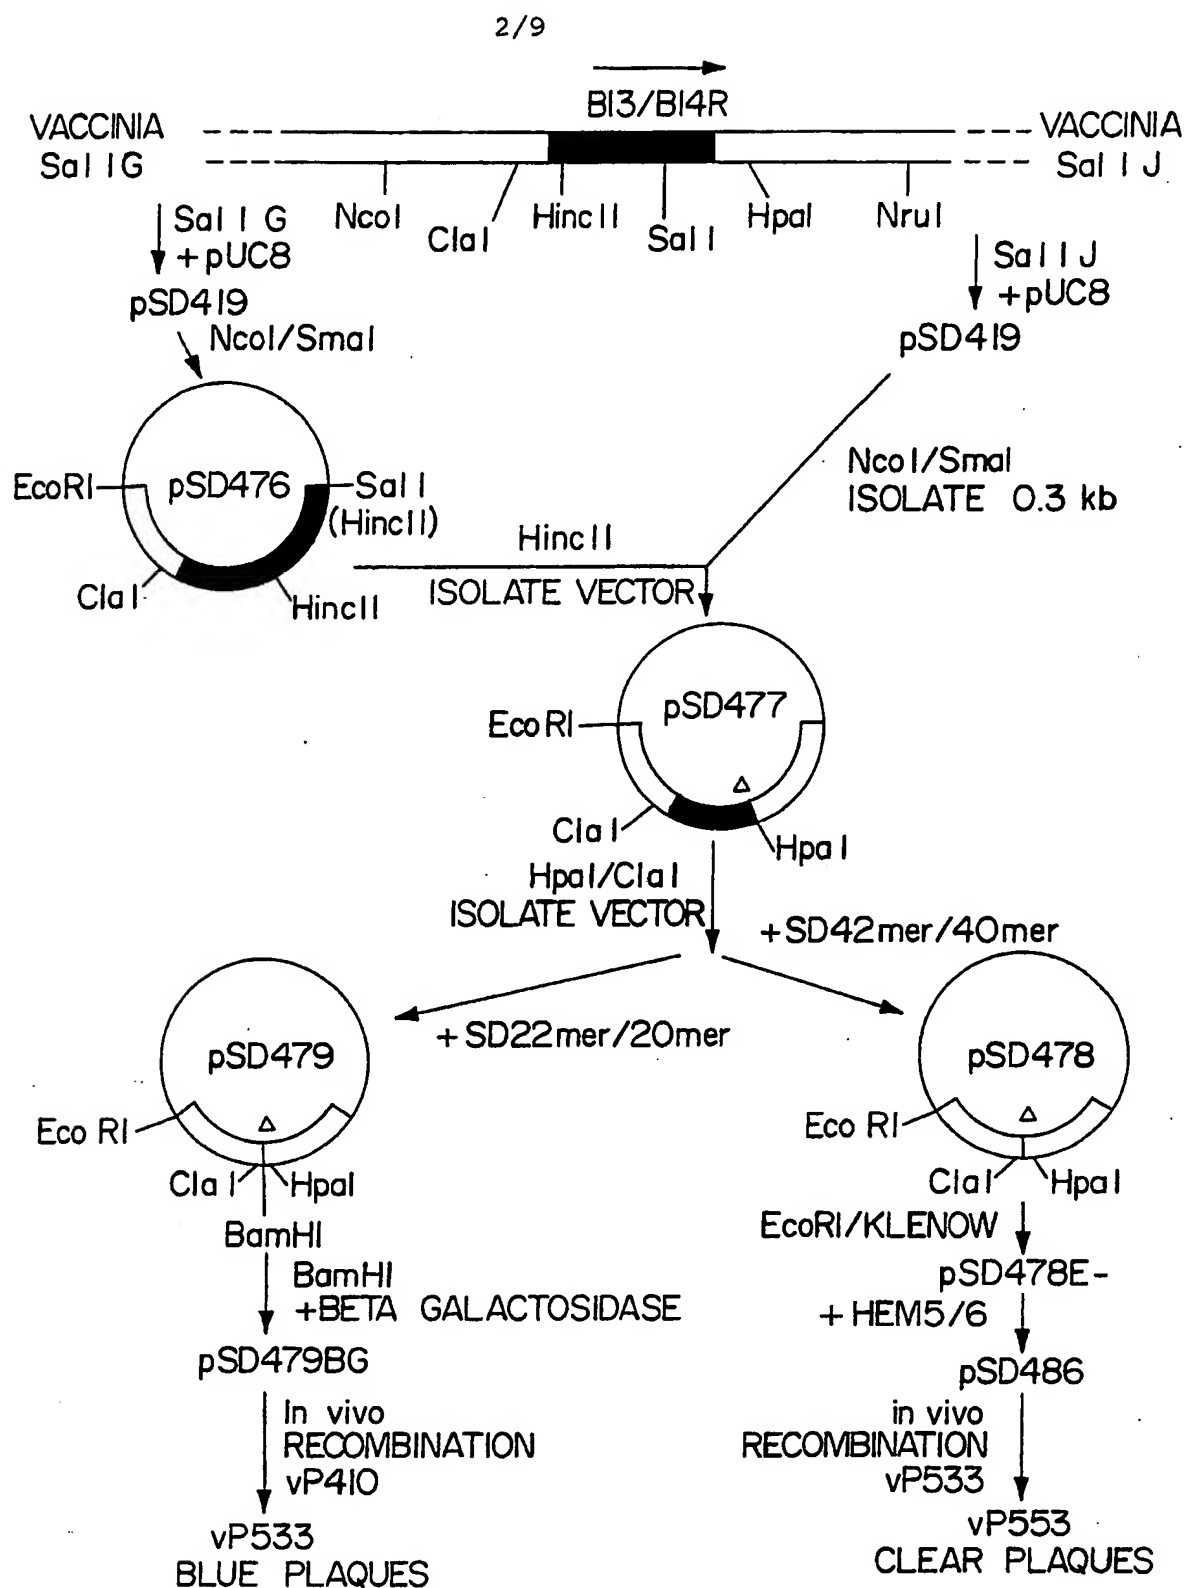 2/9
B13/B14R
VACCINIA
Sal I G
VACCINIA
Sal I J
NcoI
ClaI
HincII
SalI
HpaI
NruI
Sal I G
+pUC8
pSD419
NcoI/SmaI
Sal I J
+pUC8
pSD419
EcoRI
pSD476
SalI
(HincII)
ClaI
HincII
NcoI/SmaI
ISOLATE 0.3 kb
HincII
ISOLATE VECTOR
EcoRI
pSD477
Δ
ClaI
HpaI
HpaI/ClaI
ISOLATE VECTOR
+SD42mer/40mer
+SD22mer/20mer
pSD479
Δ
EcoRI
ClaI
HpaI
BamHI
pSD478
Δ
EcoRI
ClaI
HpaI
BamHI
+BETA GALACTOSIDASE
pSD479BG
In vivo
RECOMBINATION
vP410
vP533
BLUE PLAQUES
EcoRI/KLENOW
pSD478E-
+HEM5/6
pSD486
in vivo
RECOMBINATION
vP533
vP553
CLEAR PLAQUES